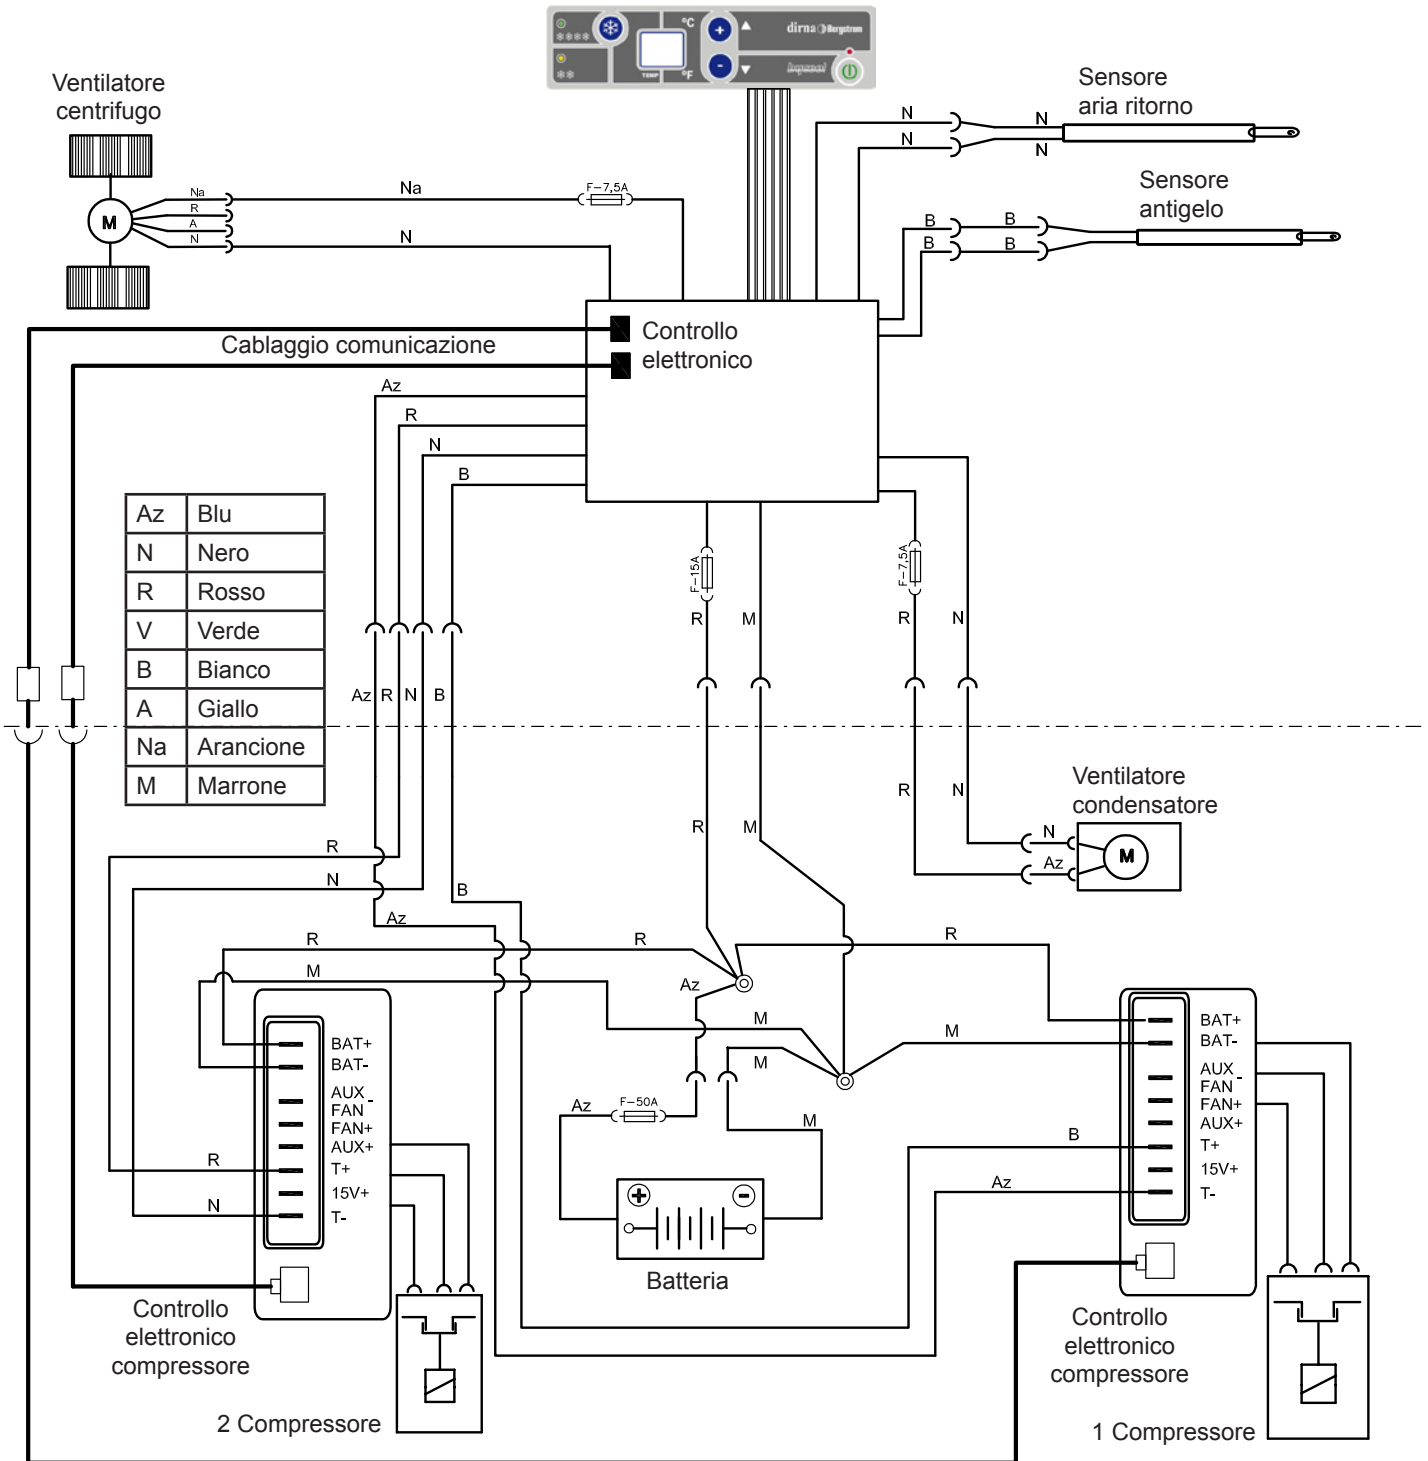 °C
dirna Bergstrom
TEMP
°F
Ventilatore
centrifugo
Sensore
aria ritorno
N
N
N
N
Sensore
antigelo
B
B
B
B
M
Na
R
A
N
Na
F-7,5A
N
Controllo
elettronico
Cablaggio comunicazione
Az
R
N
B
Az Blu
N Nero
R Rosso
V Verde
B Bianco
A Giallo
Na Arancione
M Marrone
F-15A
F-7,5A
R
M
R
N
Az
R
N
B
R
M
R
N
Ventilatore
condensatore
N
Az
M
R
N
B
Az
R
R
R
M
Az
M
M
M
BAT+
BAT-
AUX
FAN -
FAN+
AUX+
T+
15V+
T-
R
N
Az
F-50A
M
+
-
Batteria
BAT+
BAT-
AUX
FAN -
FAN+
AUX+
T+
15V+
T-
B
Az
Controllo
elettronico
compressore
2 Compressore
Controllo
elettronico
compressore
1 Compressore